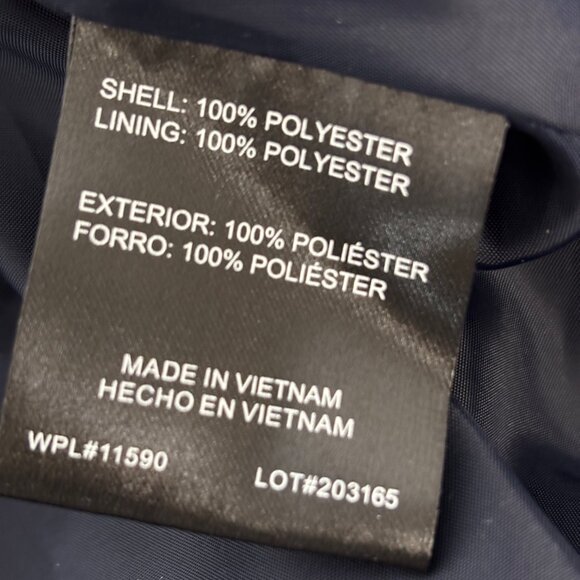 SHELL: 100% POLYESTER
LINING: 100% POLYESTER
EXTERIOR: 100% POLIÉSTER
FORRO: 100% POLIÉSTER
MADE IN VIETNAM
HECHO EN VIETNAM
WPL#11590
LOT#203165